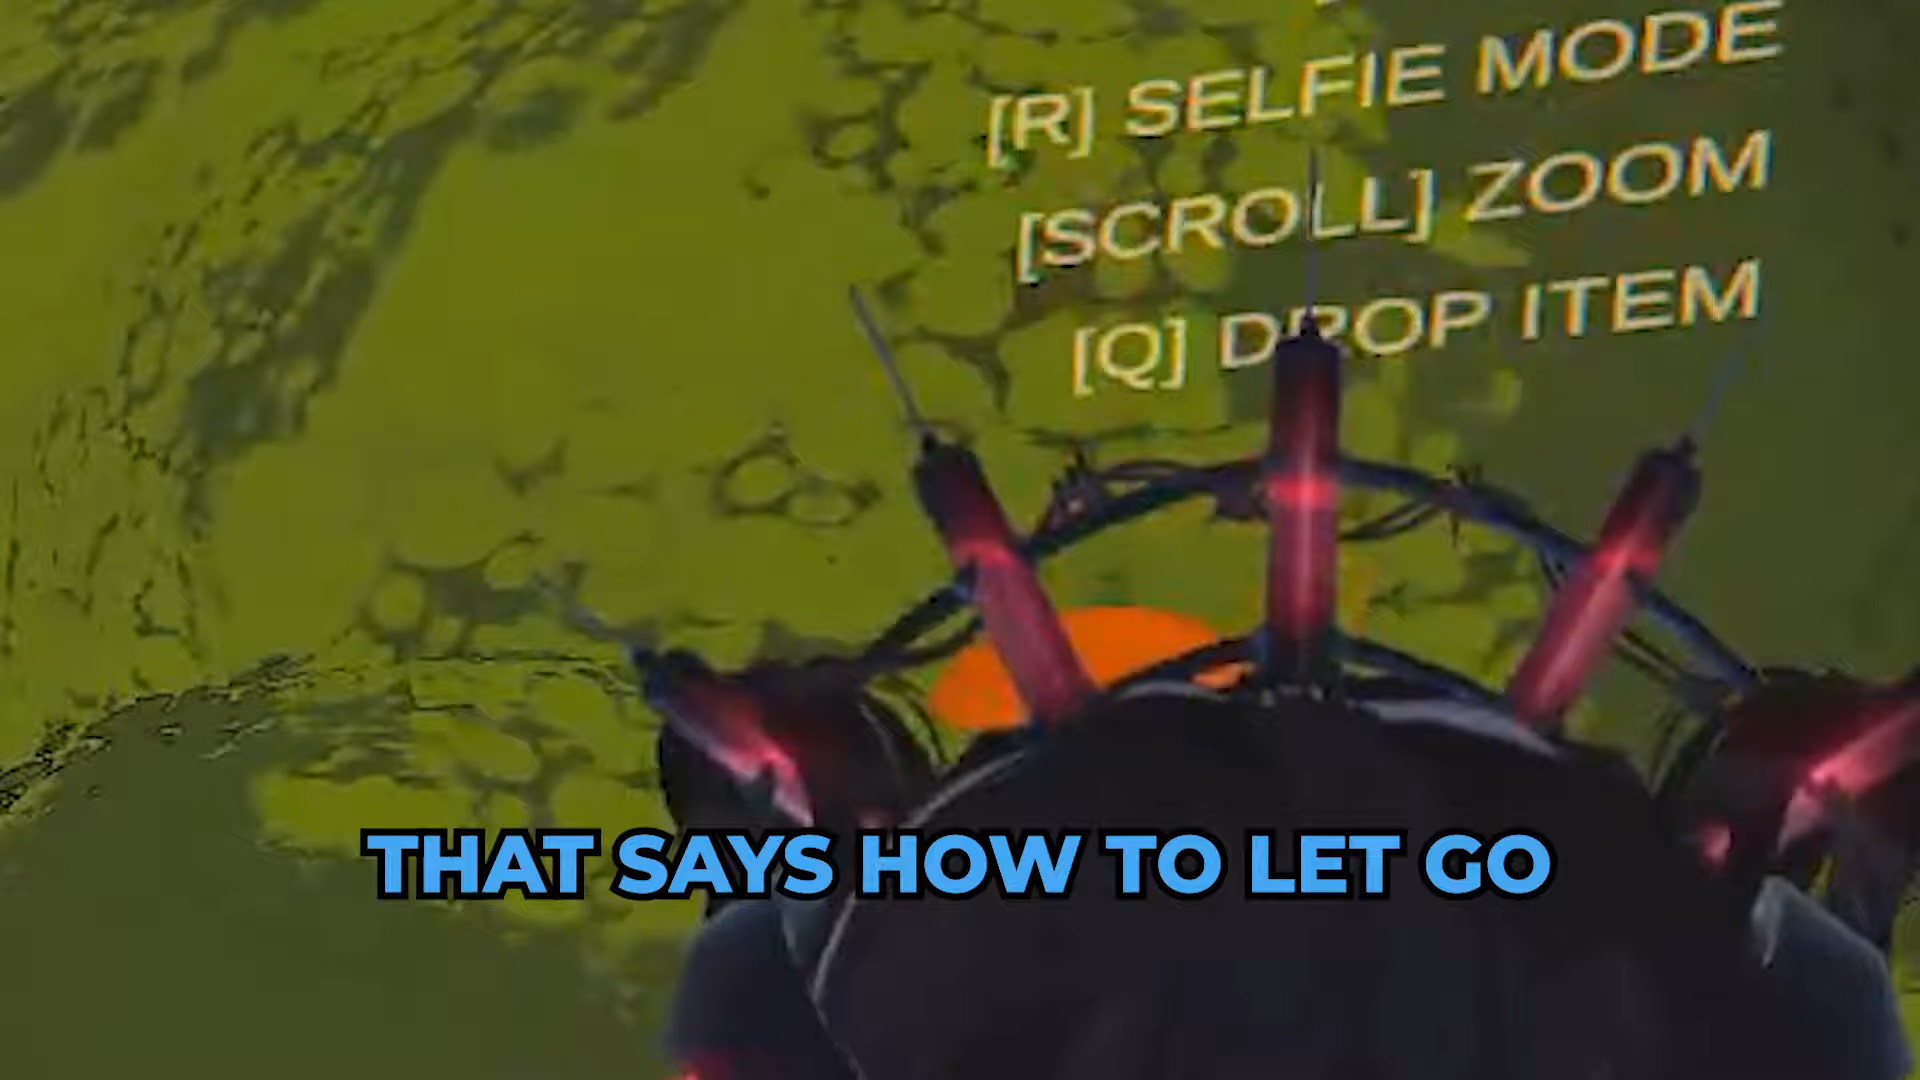 [R] SELFIE MODE
[SCROLL] ZOOM
[Q] DROP ITEM
THAT SAYS HOW TO LET GO